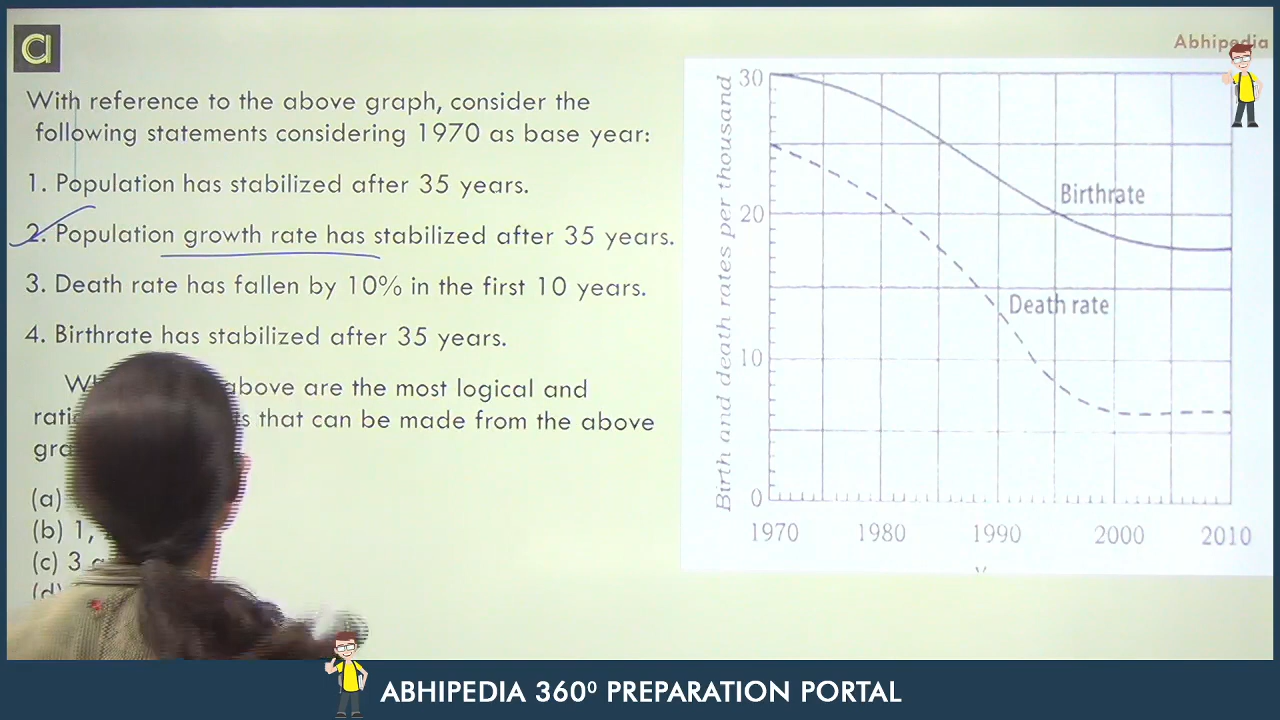 a
Abhipedia
With reference to the above graph, consider the
following statements considering 1970 as base year:
1. Population has stabilized after 35 years.
2. Population growth rate has stabilized after 35 years.
3. Death rate has fallen by 10% in the first 10 years.
4. Birthrate has stabilized after 35 years.
above are the most logical and
that can be made from the above
(a)
(b) 1,
(c) 3
(d)
Birth and death rates per thousand
30
20
10
0
Birthrate
Death rate
1970 1980 1990 2000 2010
ABHIPEDIA 360⁰ PREPARATION PORTAL